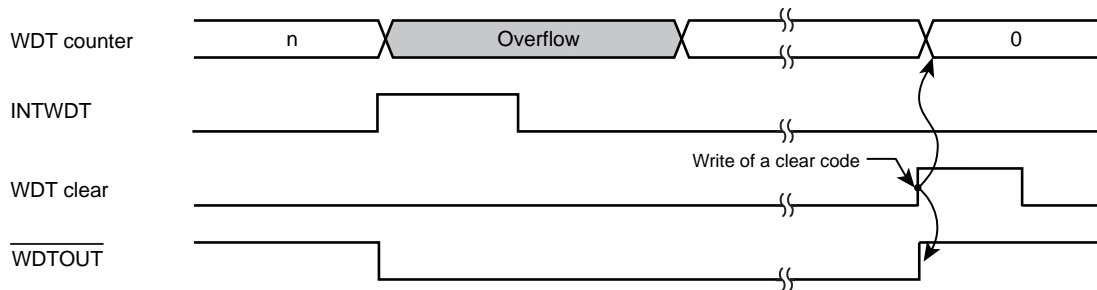 WDT counter
n
Overflow
0
INTWDT
Write of a clear code
WDT clear
WDTOUT